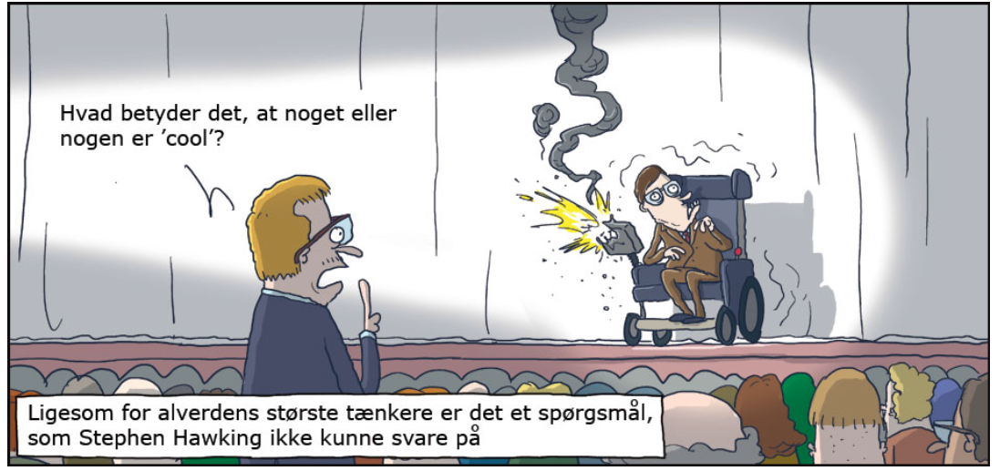 Hvad betyder det, at noget eller
nogen er ’cool’?
Ligesom for alverdens største tænkere er det et spørgsmål,
som Stephen Hawking ikke kunne svare på